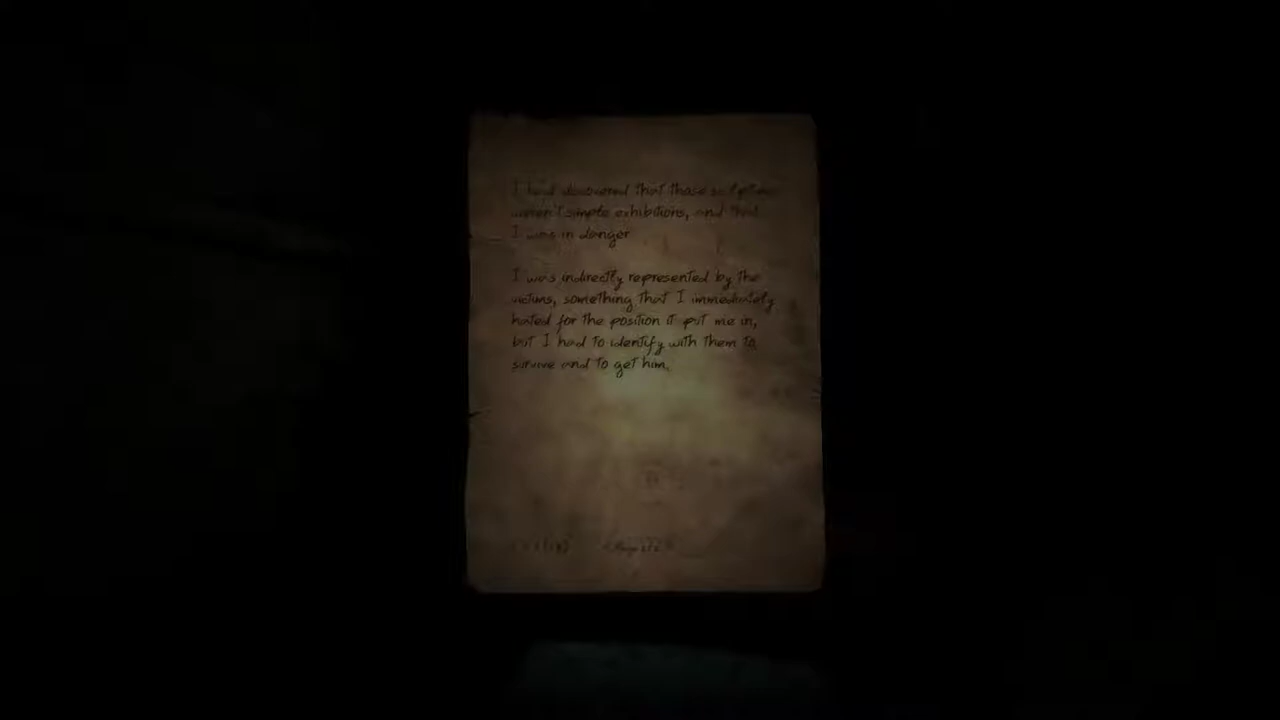 I had discovered that those sculptures
weren't simple exhibitions, and that
I was in danger
I was indirectly represented by the
victims, something that I immediately
hated for the position it put me in,
but I had to identify with them to
survive and to get him.